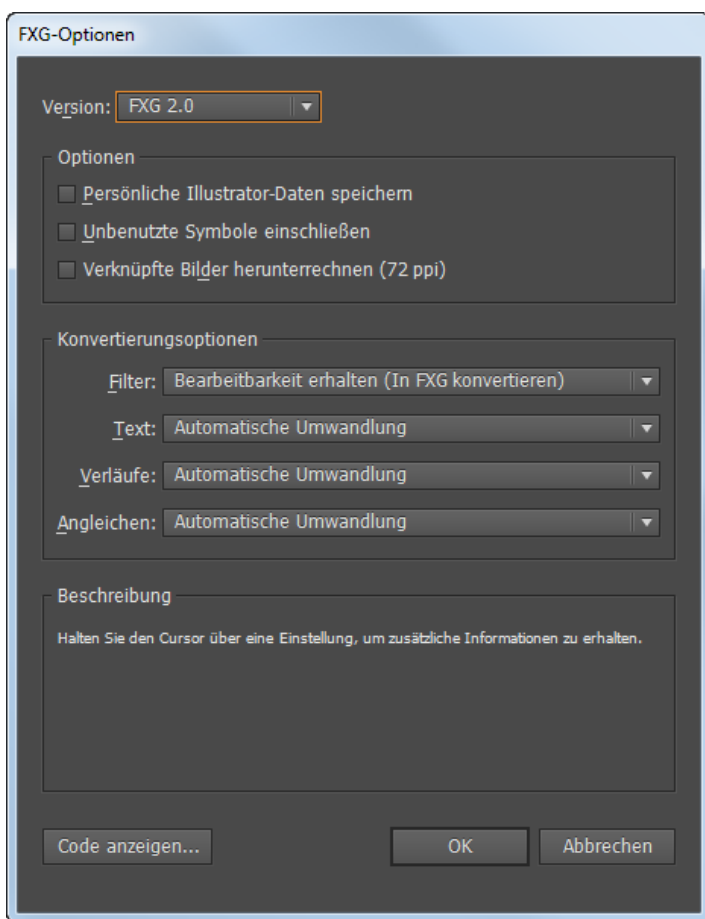 FXG-Optionen
Version: FXG 2.0
Optionen
Persönliche Illustrator-Daten speichern
Unbenutzte Symbole einschließen
Verknüpfte Bilder herunterrechnen (72 ppi)
Konvertierungsoptionen
Filter: Bearbeitbarkeit erhalten (In FXG konvertieren)
Text: Automatische Umwandlung
Verläufe: Automatische Umwandlung
Angleichen: Automatische Umwandlung
Beschreibung
Halten Sie den Cursor über eine Einstellung, um zusätzliche Informationen zu erhalten.
Code anzeigen... OK Abbrechen